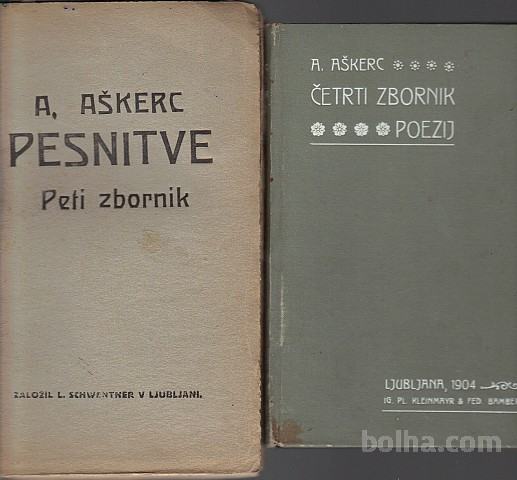 A. AŠKERC
PESNITVE
Peti zbornik
ZALOŽIL L. SCHWENTNER V LJUBLJANI.
A. AŠKERC
ČETRTI ZBORNIK
POEZIJ
LJUBLJANA, 1904
IG. PL. KLEINMAYR & FED. BAMBE
bolha.com